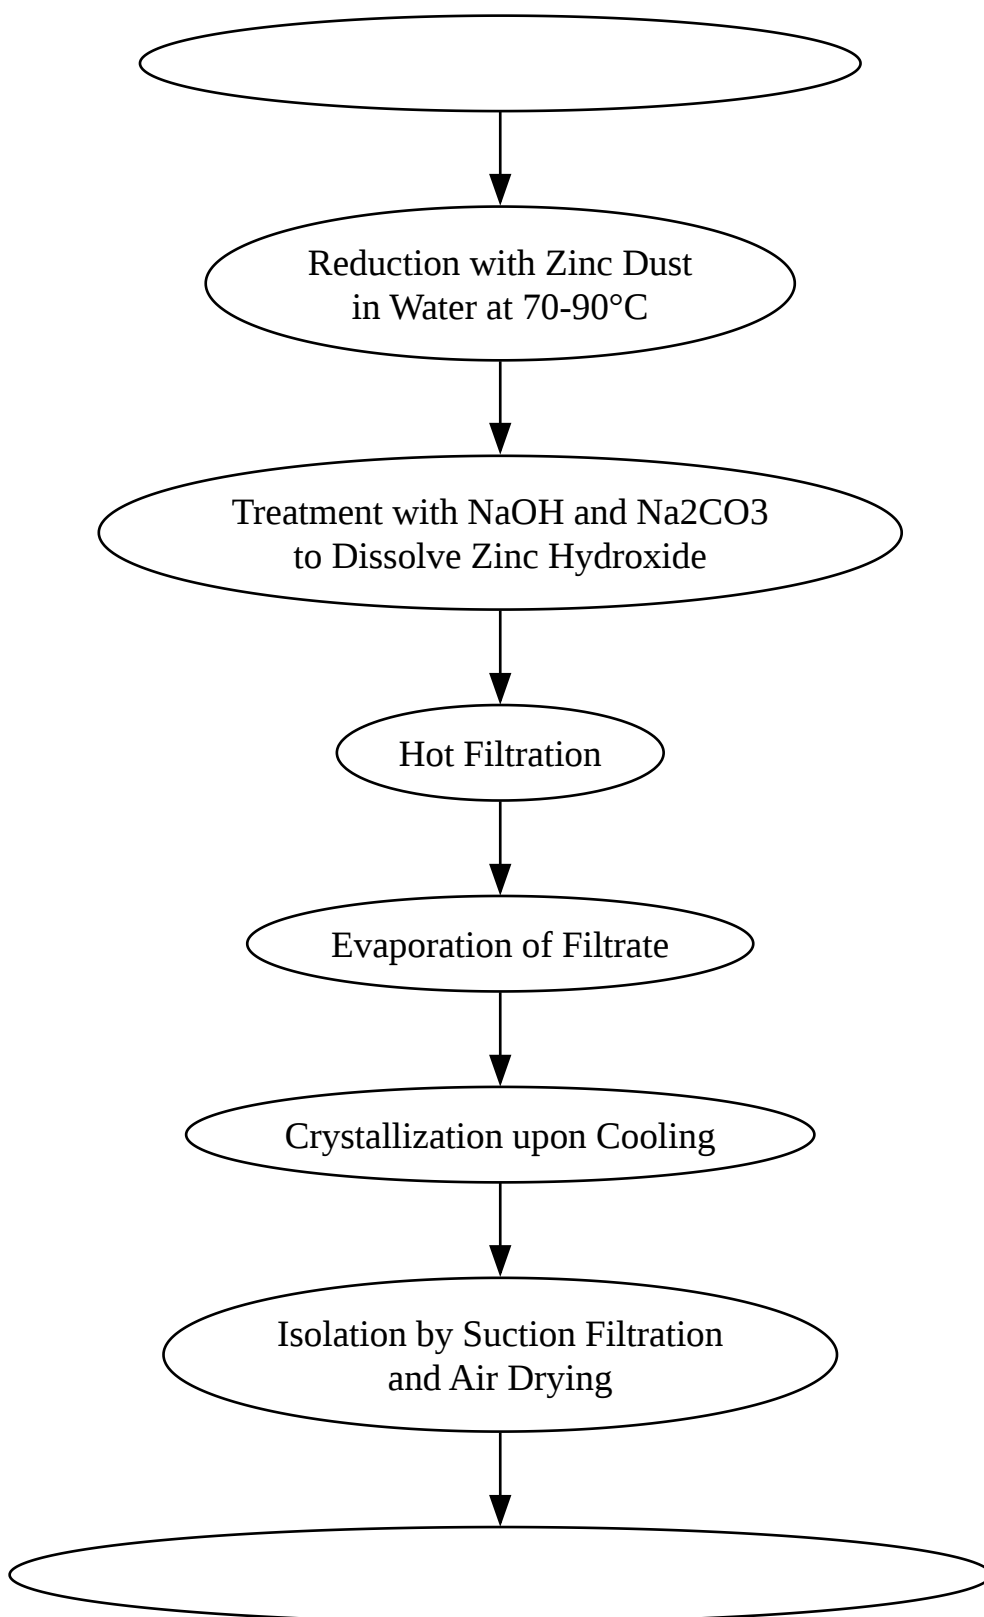 Reduction with Zinc Dust
in Water at 70-90°C
Treatment with NaOH and Na2CO3
to Dissolve Zinc Hydroxide
Hot Filtration
Evaporation of Filtrate
Crystallization upon Cooling
Isolation by Suction Filtration
and Air Drying